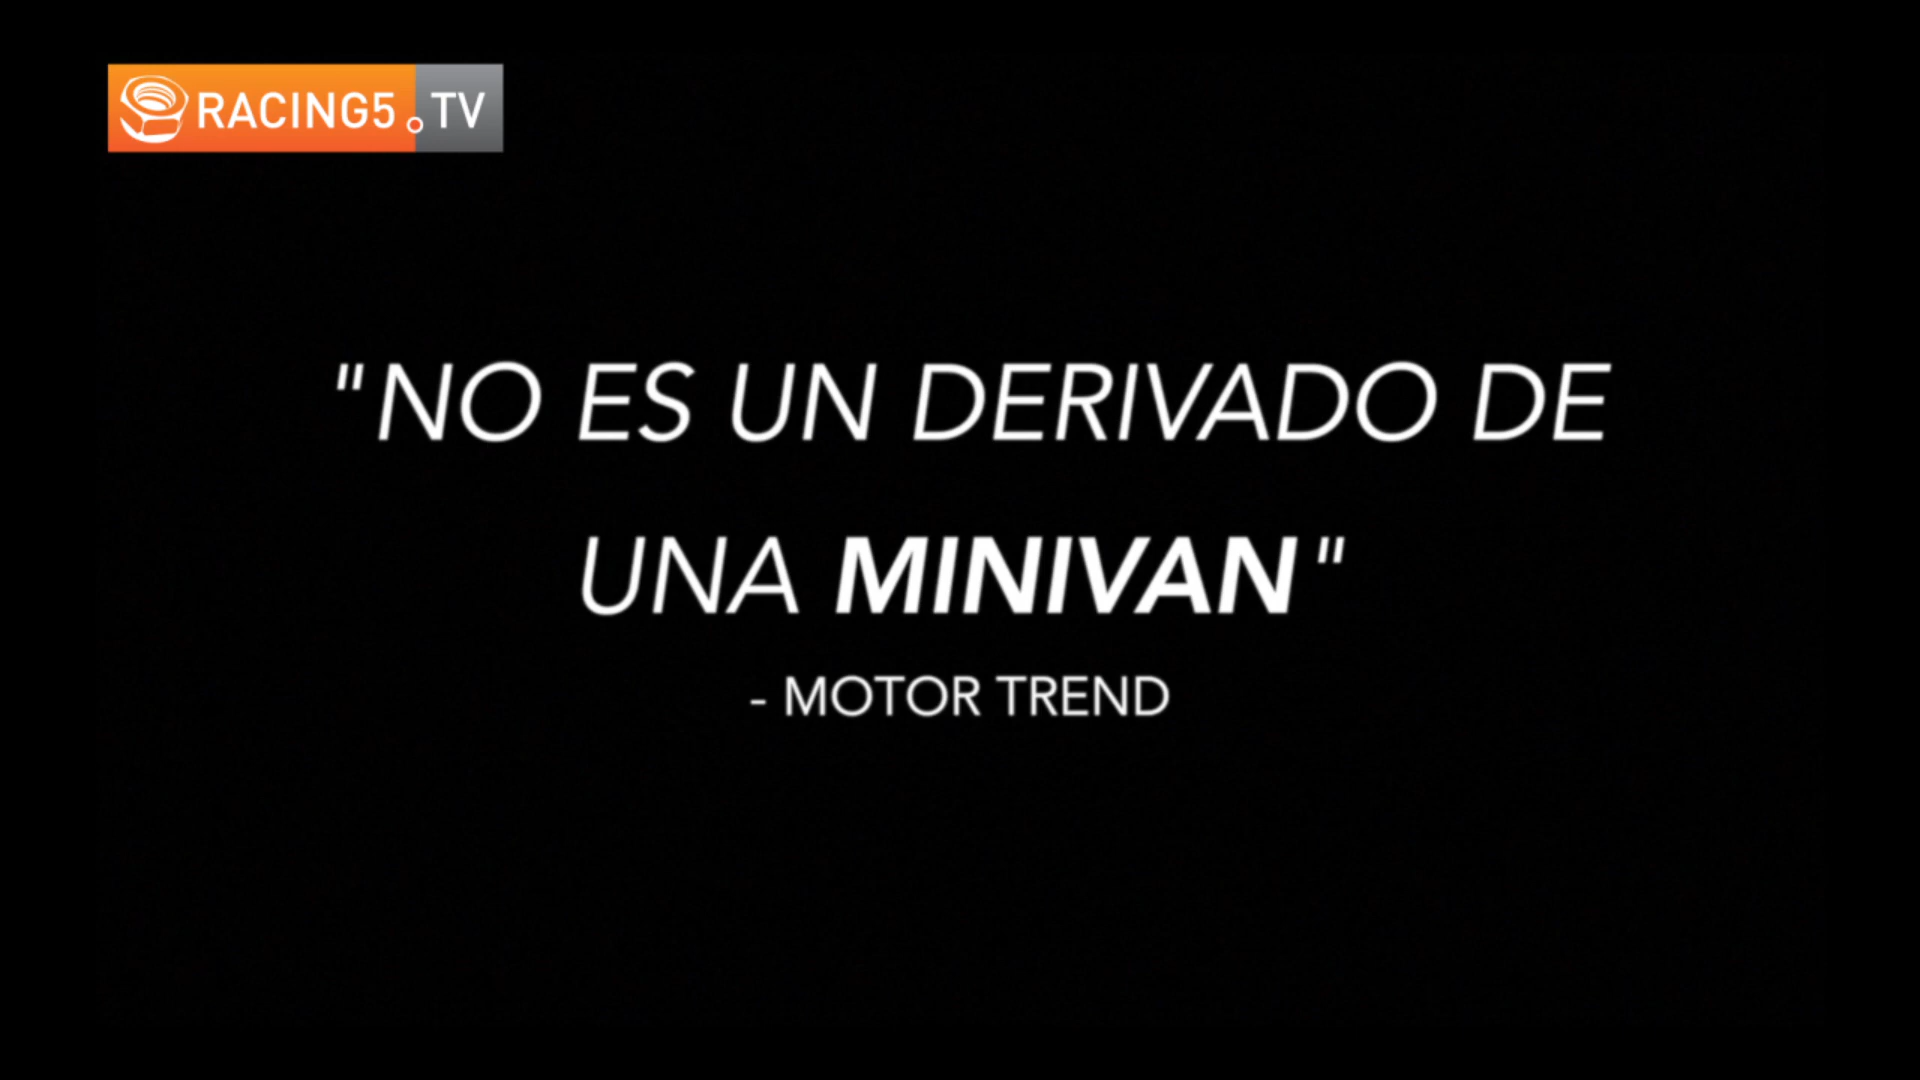 RACING5.TV
"NO ES UN DERIVADO DE
UNA MINIVAN"
- MOTOR TREND